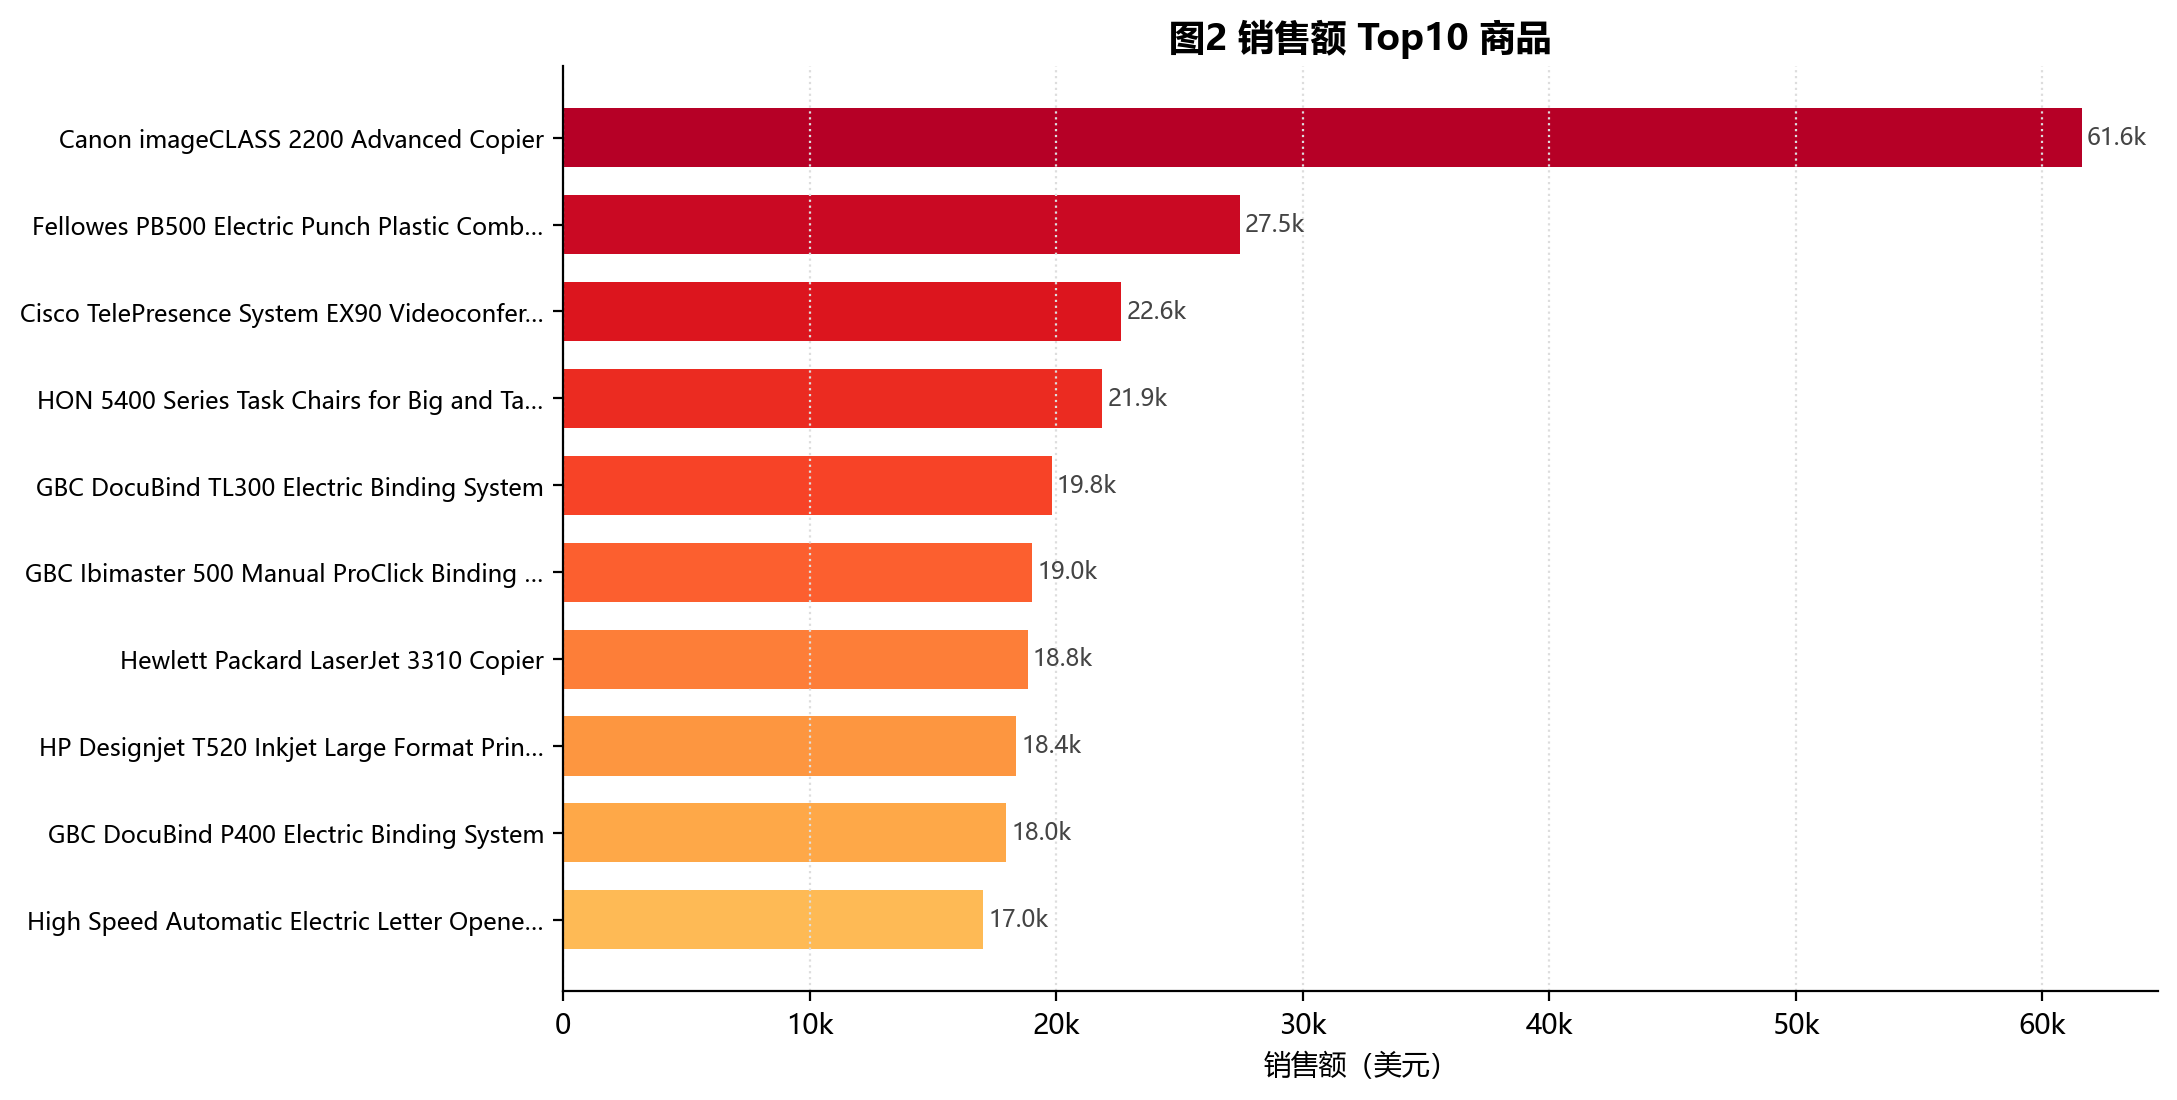 图2 销售额 Top10 商品
Canon imageCLASS 2200 Advanced Copier
61.6k
Fellowes PB500 Electric Punch Plastic Comb...
27.5k
Cisco TelePresence System EX90 Videoconfer...
22.6k
HON 5400 Series Task Chairs for Big and Ta...
21.9k
GBC DocuBind TL300 Electric Binding System
19.8k
GBC Ibimaster 500 Manual ProClick Binding ...
19.0k
Hewlett Packard LaserJet 3310 Copier
18.8k
HP Designjet T520 Inkjet Large Format Prin...
18.4k
GBC DocuBind P400 Electric Binding System
18.0k
High Speed Automatic Electric Letter Opene...
17.0k
0 10k 20k 30k 40k 50k 60k
销售额（美元）